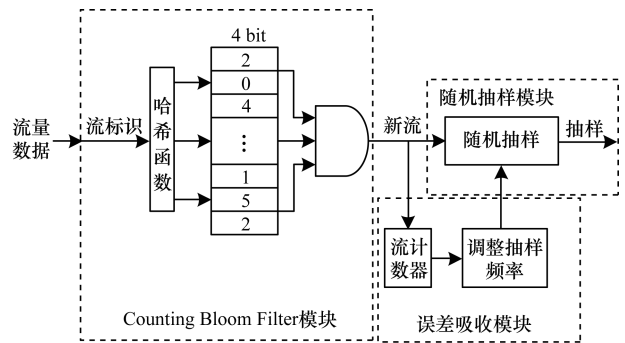 4 bit
2
0
4
⋮
1
5
2
流量
数据
流标识
哈
希
函
数
新流
随机抽样模块
随机抽样
抽样
流计
数器
调整抽样
频率
Counting Bloom Filter模块
误差吸收模块